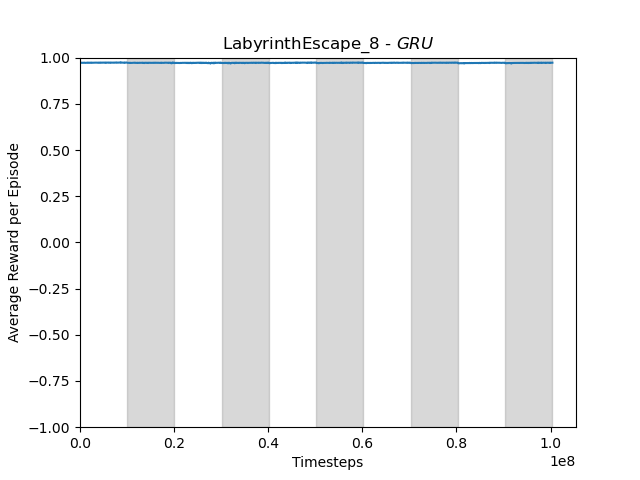 LabyrinthEscape_8 - GRU
1.00
0.75
0.50
0.25
0.00
−0.25
−0.50
−0.75
−1.00
Average Reward per Episode
0.0 0.2 0.4 0.6 0.8 1.0
1e8
Timesteps